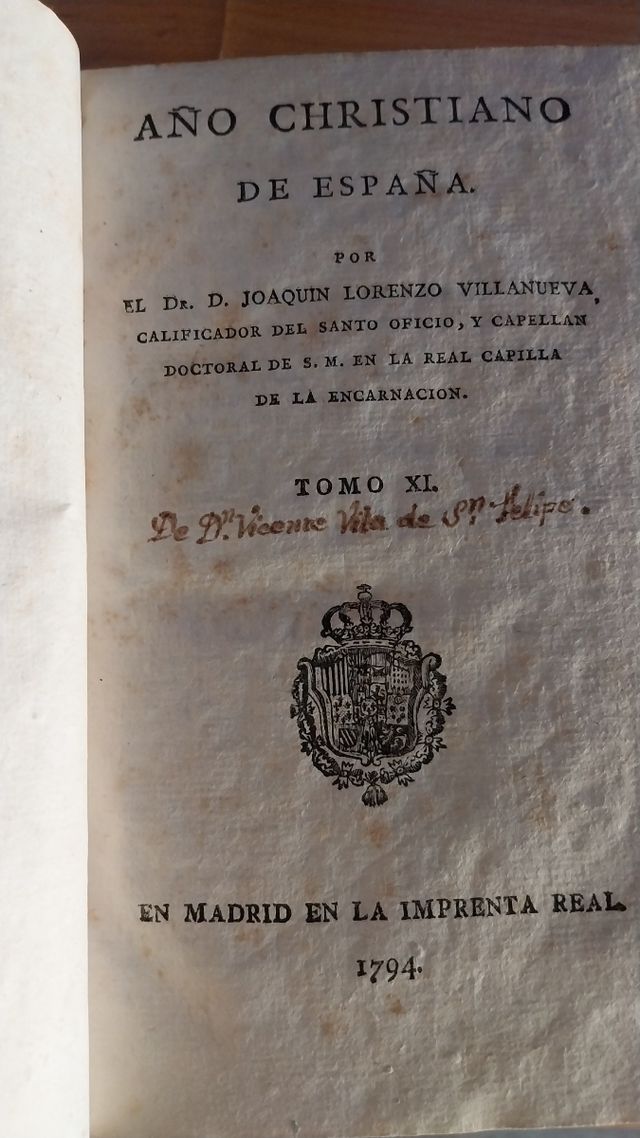 AÑO CHRISTIANO
DE ESPAÑA.
POR
EL DR. D. JOAQUIN LORENZO VILLANUEVA,
CALIFICADOR DEL SANTO OFICIO, Y CAPELLAN
DOCTORAL DE S. M. EN LA REAL CAPILLA
DE LA ENCARNACION.
TOMO XI.
De Dn. Vicente Vila de Sn. Felipe.
EN MADRID EN LA IMPRENTA REAL.
1794.